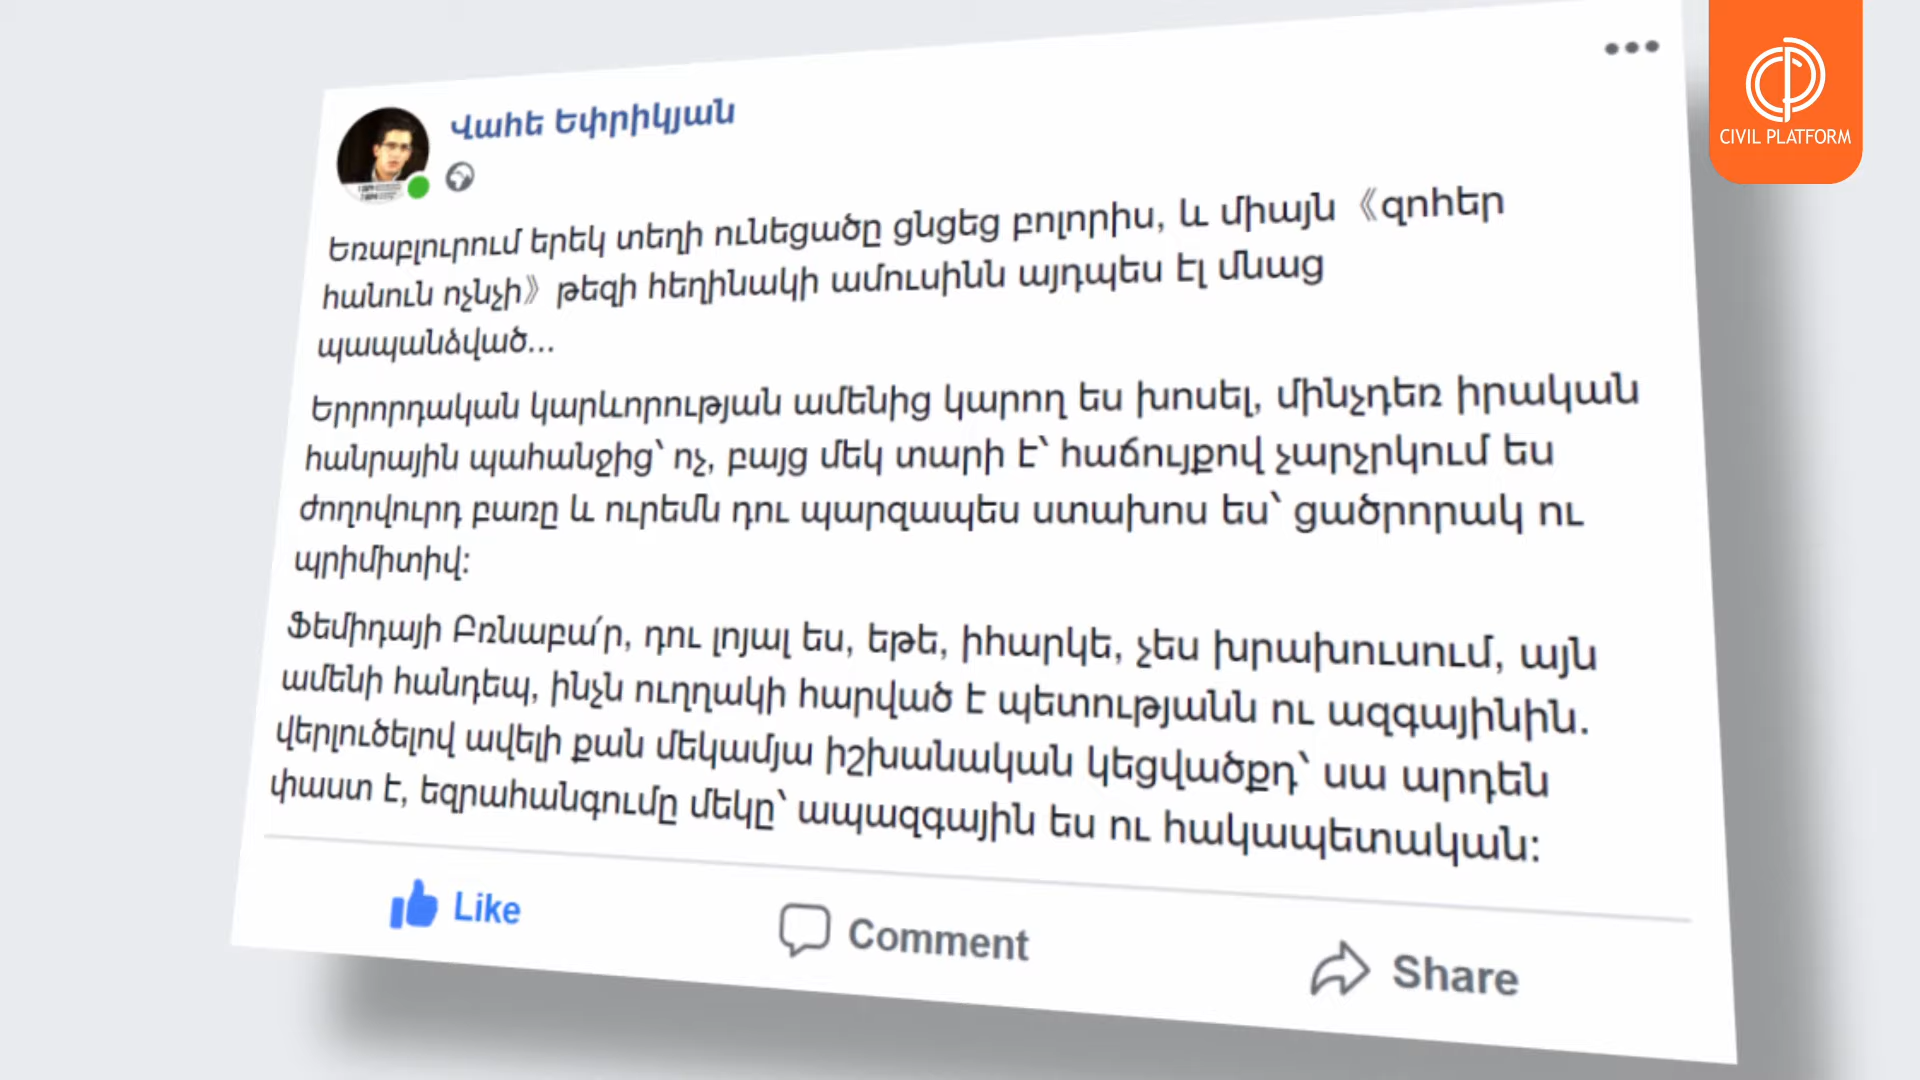 CIVIL PLATFORM
Վահե Եփրիկյան
Եռաբլուրում երեկ տեղի ունեցածը ցնցեց բոլորիս, և միայն 《զոհեր
հանուն ոչնչի》 թեզի հեղինակի ամուսինն այդպես էլ մնաց
պապանձված...
Երրորդական կարևորության ամենից կարող ես խոսել, մինչդեռ իրական
հանրային պահանջից՝ ոչ, բայց մեկ տարի է՝ հաճույքով չարչրկում ես
ժողովուրդ բառը և ուրեմն դու պարզապես ստախոս ես՝ ցածրորակ ու
պրիմիտիվ:
Ֆեմիդայի Բռնաբա՛ր, դու լոյալ ես, եթե, իհարկե, չես խրախուսում, այն
ամենի հանդեպ, ինչն ուղղակի հարված է պետությանն ու ազգայինին.
վերլուծելով ավելի քան մեկամյա իշխանական կեցվածքդ՝ սա արդեն
փաստ է, եզրահանգումը մեկը՝ ապազգային ես ու հակապետական:
Like
Comment
Share